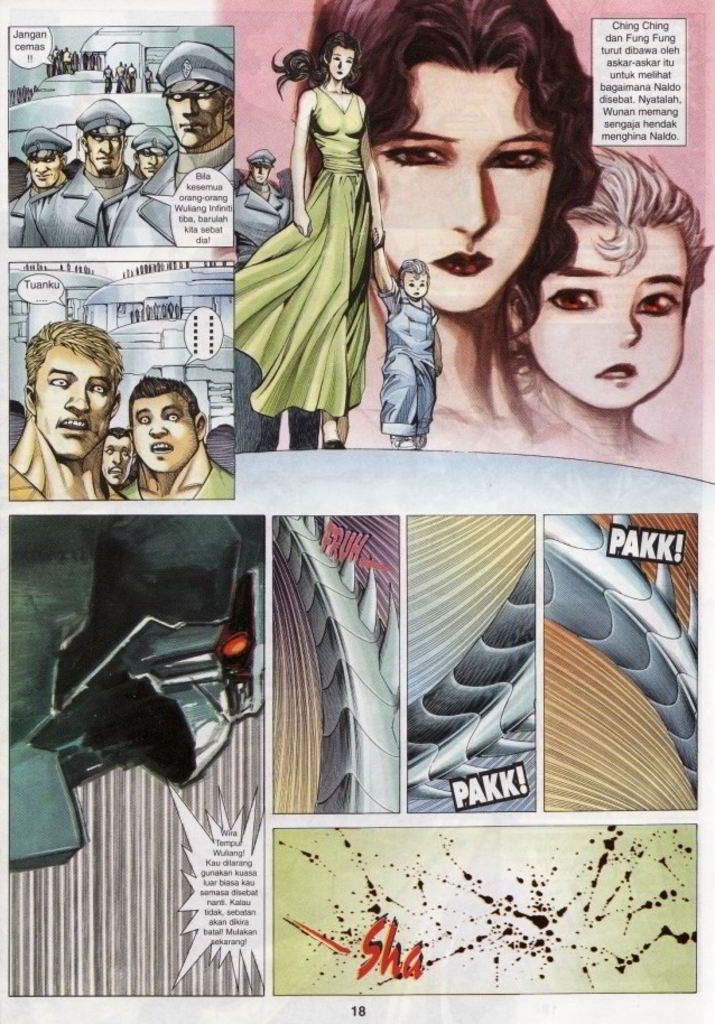 Jangan
cemas
!!
Bila
kesemua
orang-orang
Wuliang Infiniti
tiba, barulah
kita sebat
dia!
Ching Ching
dan Fung Fung
turut dibawa oleh
askar-askar itu
untuk melihat
bagaimana Naldo
disebat. Nyatalah,
Wunan memang
sengaja hendak
menghina Naldo.
Tuanku
....
Wira
Tempur
Wuliang!
Kau dilarang
gunakan kuasa
luar biasa kau
semasa disebat
nanti. Kalau
tidak, sebatan
akan dikira
batal! Mulakan
sekarang!
FRUH...
PAKK!
PAKK!
Sha
18